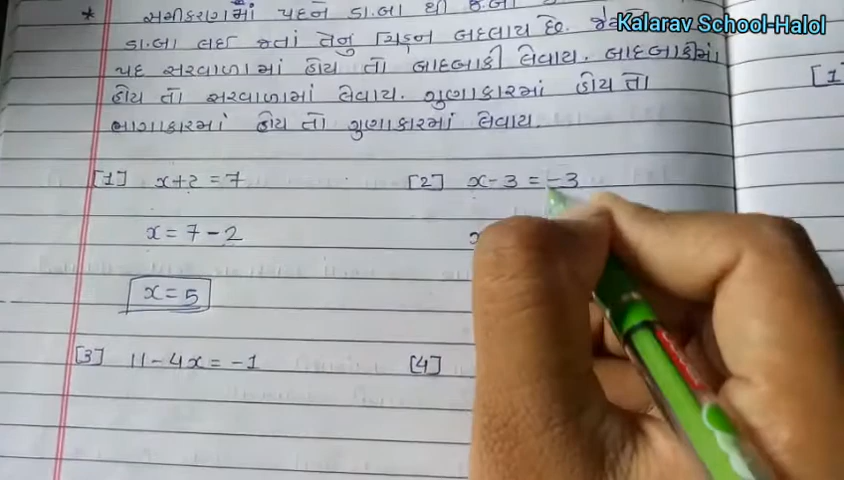 Kalarav School-Halol
* સમીકરણમાં પદને ડા.બા થી જ.બા
ડા.બા લઈ જતાં તેનુ ચિહ્ન બદલાય છે.
પદ સરવાળામાં હોય તો બાદબાકી લેવાય. બાદબાકીમાં
હોય તો સરવાળામાં લેવાય. ગુણાકારમાં હોય તો
ભાગાકારમાં હોય તો ગુણાકારમાં લેવાય.
[1] x+2 = 7
[2] x-3 = -3
x = 7-2
x = 5
[3] 11-4x = -1
[4]
[1]